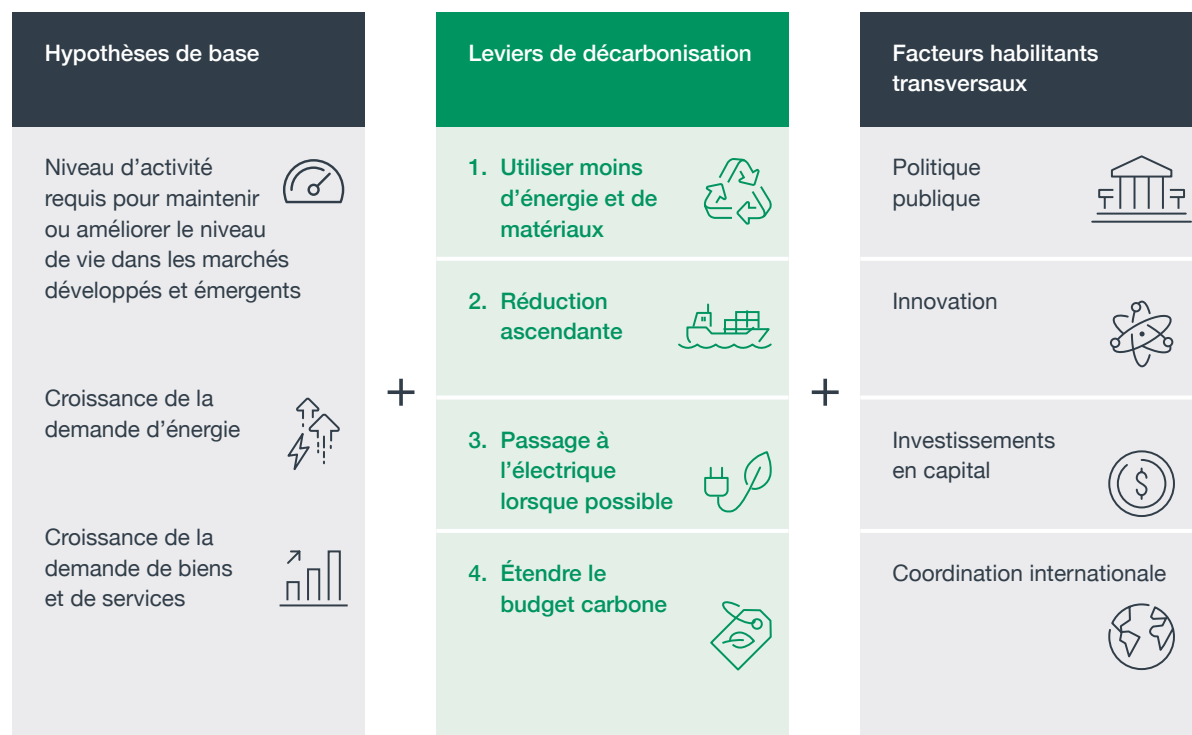 Hypothèses de base
Niveau d’activité
requis pour maintenir
ou améliorer le niveau
de vie dans les marchés
développés et émergents
Croissance de la
demande d’énergie
Croissance de la
demande de biens
et de services
+
Leviers de décarbonisation
1. Utiliser moins
d’énergie et de
matériaux
2. Réduction
ascendante
3. Passage à
l’électrique
lorsque possible
4. Étendre le
budget carbone
+
Facteurs habilitants
transversaux
Politique
publique
Innovation
Investissements
en capital
$
Coordination internationale